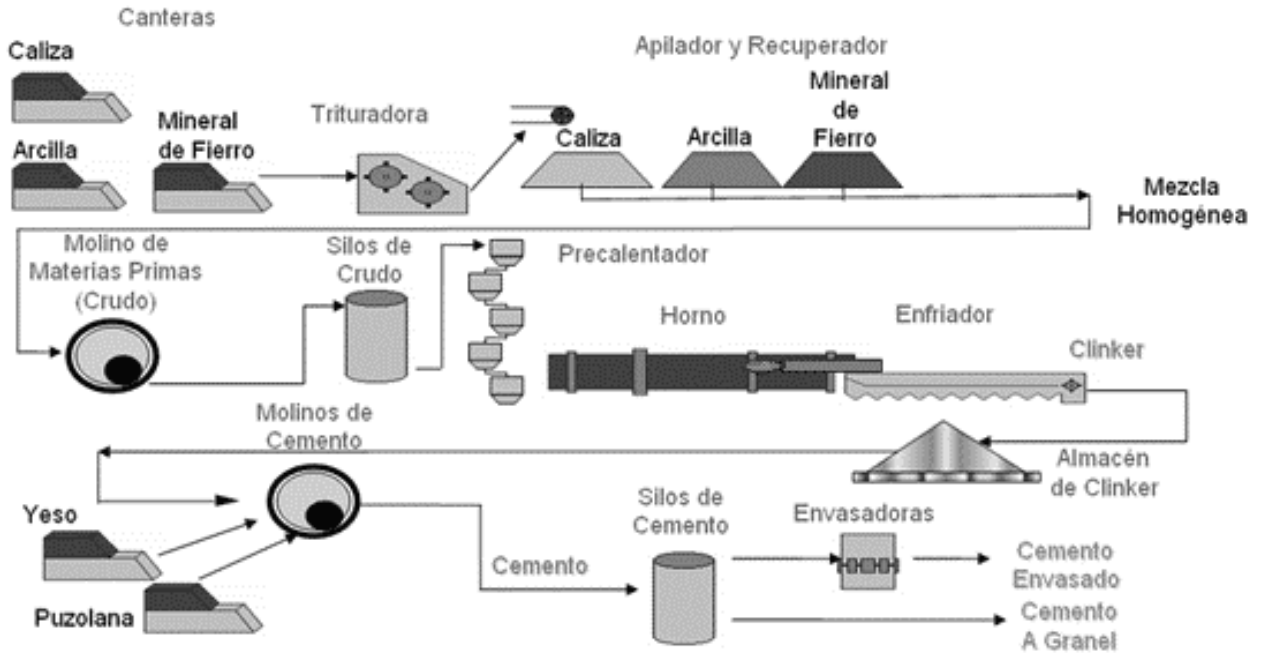 Canteras
Caliza
Apilador y Recuperador
Mineral
de
Fierro
Trituradora
Mineral
de Fierro
Caliza
Arcilla
Arcilla
Mezcla
Homogénea
Molino de
Materias Primas
(Crudo)
Silos de
Crudo
Precalentador
Horno
Enfriador
Clinker
Molinos de
Cemento
Almacén
de Clinker
Silos de
Cemento
Envasadoras
Yeso
Cemento
Cemento
Envasado
Puzolana
Cemento
A Granel